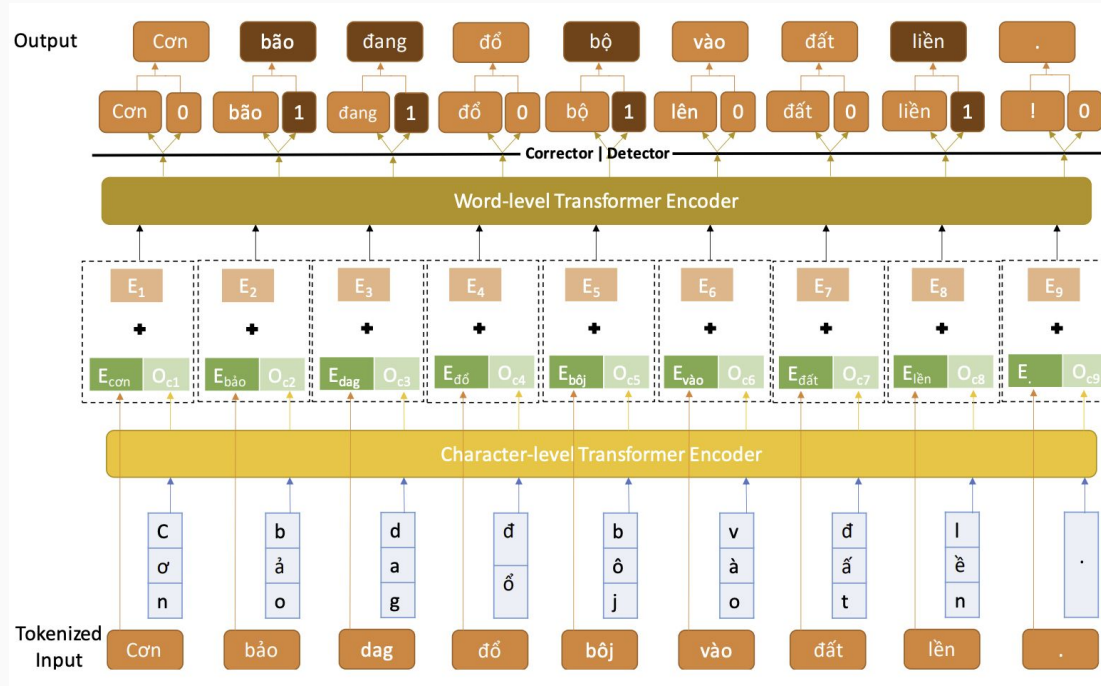 Output Cơn bão đang đổ bộ vào đất liền .
Cơn 0 bão 1 đang 1 đổ 0 bộ 1 lên 0 đất 0 liền 1 ! 0
Corrector | Detector
Word-level Transformer Encoder
E1 E2 E3 E4 E5 E6 E7 E8 E9
+ + + + + + + + +
Ecơn Oc1 Ebảo Oc2 Edag Oc3 Eđổ Oc4 Ebôj Oc5 Evào Oc6 Eđất Oc7 Elền Oc8 E. Oc9
Character-level Transformer Encoder
C b d đ b v đ l .
ơ ả a ổ ô à ấ ề
n o g j o t n
Tokenized
Input
Cơn bảo dag đổ bôj vào đất lền .